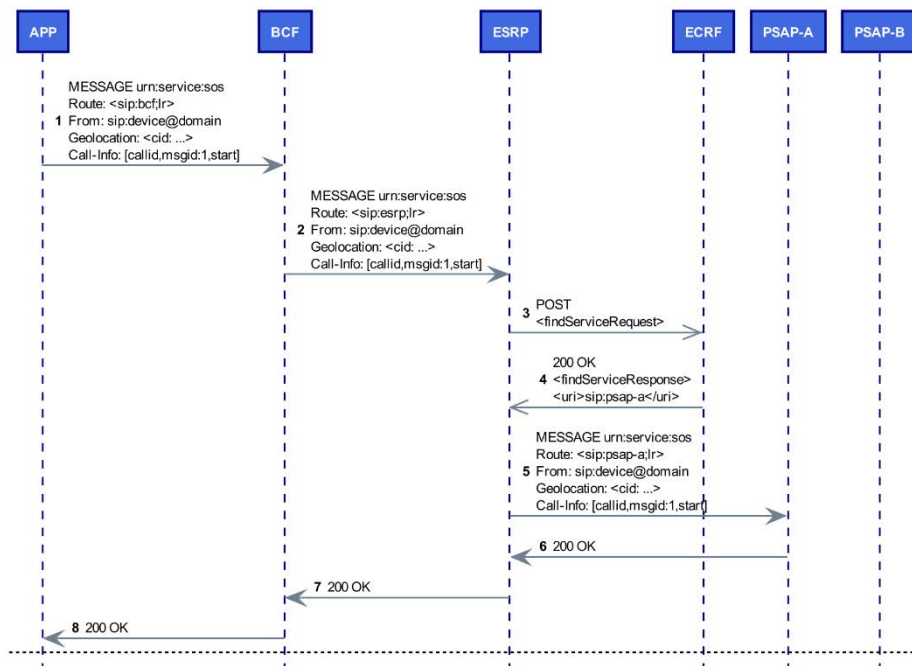 APP BCF ESRP ECRF PSAP-A PSAP-B
MESSAGE urn:service:sos
Route: <sip:bcf;lr>
1 From: sip:device@domain
Geolocation: <cid: ...>
Call-Info: [callid,msgid:1,start]
MESSAGE urn:service:sos
Route: <sip:esrp;lr>
2 From: sip:device@domain
Geolocation: <cid: ...>
Call-Info: [callid,msgid:1,start]
POST
3 <findServiceRequest>
200 OK
4 <findServiceResponse>
<uri>sip:psap-a</uri>
MESSAGE urn:service:sos
Route: <sip:psap-a;lr>
5 From: sip:device@domain
Geolocation: <cid: ...>
Call-Info: [callid,msgid:1,start]
6 200 OK
7 200 OK
8 200 OK